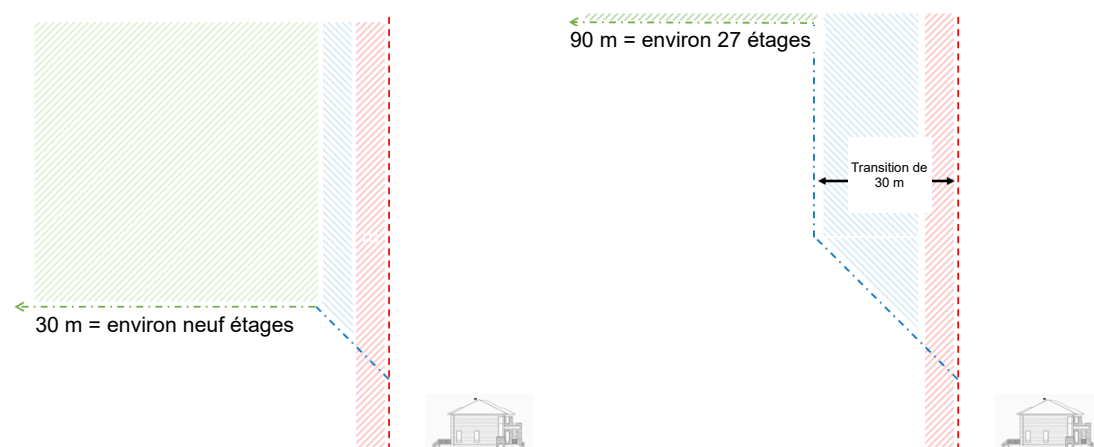 90 m = environ 27 étages
Transition de
30 m
30 m = environ neuf étages